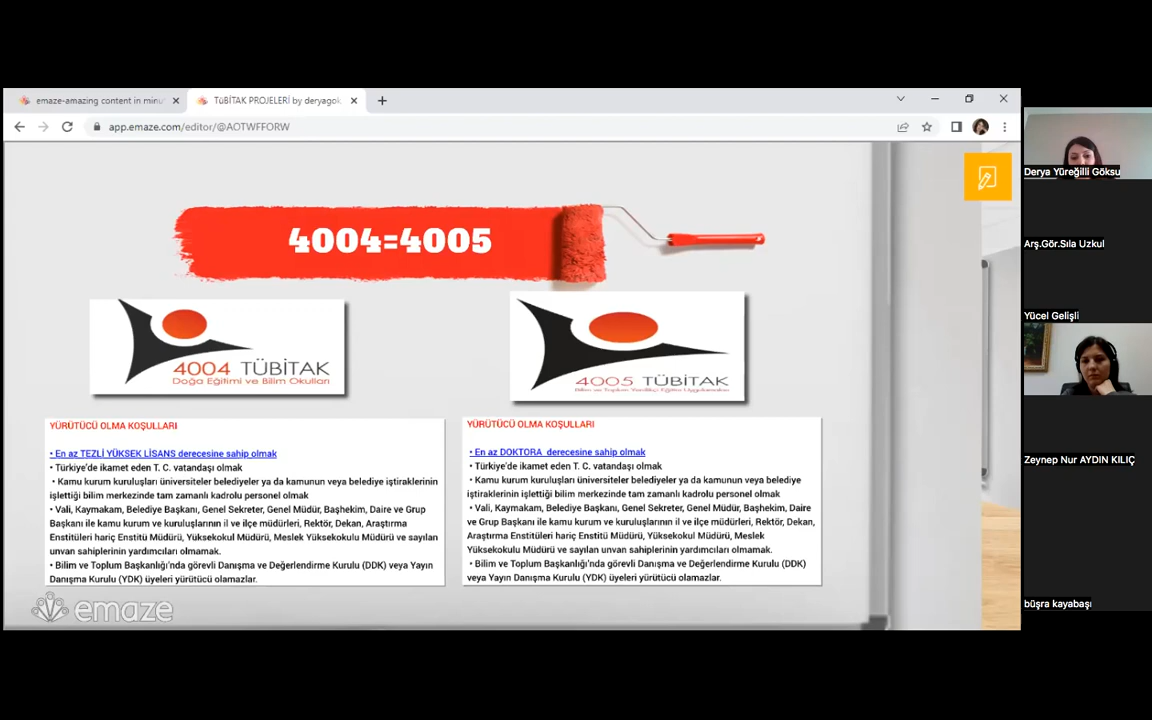 emaze-amazing content in minu
TüBİTAK PROJELERİ by deryagok
app.emaze.com/editor/@AOTWFFORW
4004=4005
4004 TÜBİTAK
Doğa Eğitimi ve Bilim Okulları
4005 TÜBİTAK
Bilim ve Toplum Yenilikçi Eğitim Uygulamaları
YÜRÜTÜCÜ OLMA KOŞULLARI
• En az TEZLİ YÜKSEK LİSANS derecesine sahip olmak
• Türkiye'de ikamet eden T. C. vatandaşı olmak
• Kamu kurum kuruluşları üniversiteler belediyeler ya da kamunun veya belediye iştiraklerinin
işlettiği bilim merkezinde tam zamanlı kadrolu personel olmak
• Vali, Kaymakam, Belediye Başkanı, Genel Sekreter, Genel Müdür, Başhekim, Daire ve Grup
Başkanı ile kamu kurum ve kuruluşlarının il ve ilçe müdürleri, Rektör, Dekan, Araştırma
Enstitüleri hariç Enstitü Müdürü, Yüksekokul Müdürü, Meslek Yüksekokulu Müdürü ve sayılan
unvan sahiplerinin yardımcıları olmamak.
• Bilim ve Toplum Başkanlığı'nda görevli Danışma ve Değerlendirme Kurulu (DDK) veya Yayın
Danışma Kurulu (YDK) üyeleri yürütücü olamazlar.
YÜRÜTÜCÜ OLMA KOŞULLARI
• En az DOKTORA derecesine sahip olmak
• Türkiye'de ikamet eden T. C. vatandaşı olmak
• Kamu kurum kuruluşları üniversiteler belediyeler ya da kamunun veya belediye
iştiraklerinin işlettiği bilim merkezinde tam zamanlı kadrolu personel olmak
• Vali, Kaymakam, Belediye Başkanı, Genel Sekreter, Genel Müdür, Başhekim, Daire
ve Grup Başkanı ile kamu kurum ve kuruluşlarının il ve ilçe müdürleri, Rektör, Dekan,
Araştırma Enstitüleri hariç Enstitü Müdürü, Yüksekokul Müdürü, Meslek
Yüksekokulu Müdürü ve sayılan unvan sahiplerinin yardımcıları olmamak.
• Bilim ve Toplum Başkanlığı'nda görevli Danışma ve Değerlendirme Kurulu (DDK)
veya Yayın Danışma Kurulu (YDK) üyeleri yürütücü olamazlar.
emaze
Derya Yüreğilli Göksu
Arş.Gör.Sıla Uzkul
Yücel Gelişli
Zeynep Nur AYDIN KILIÇ
büşra kayabaşı